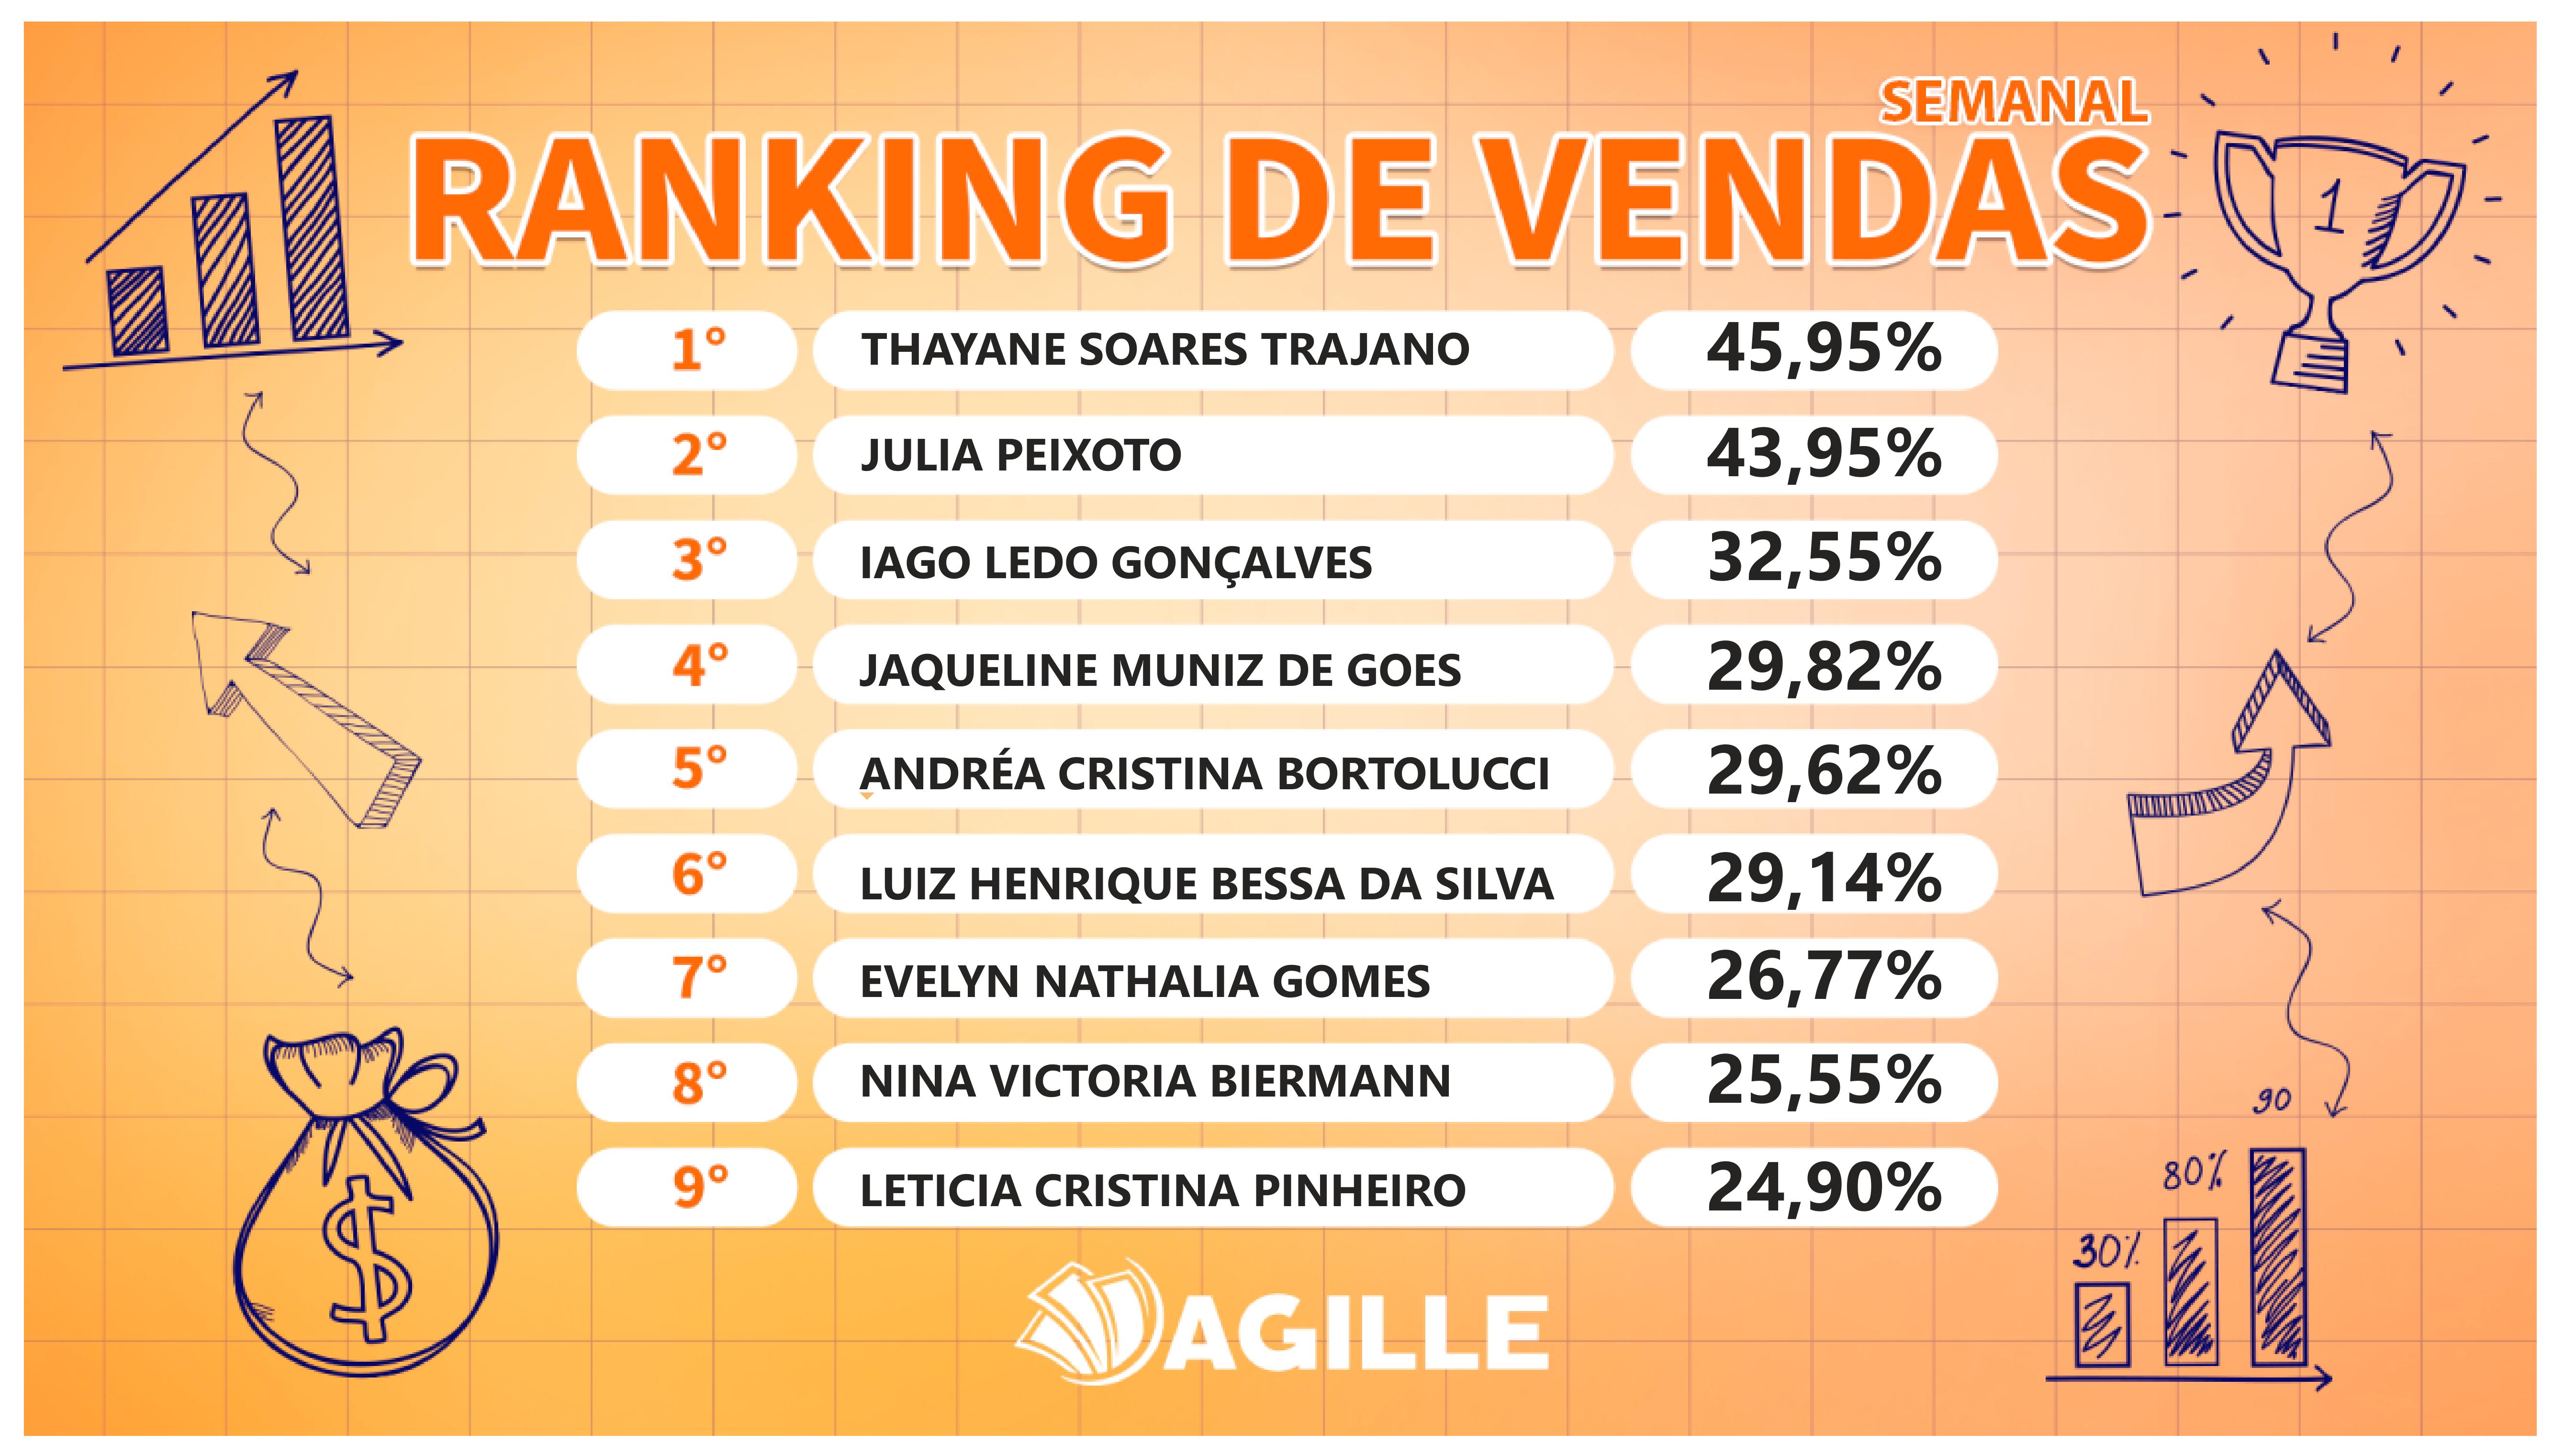 SEMANAL
RANKING DE VENDAS
1° THAYANE SOARES TRAJANO 45,95%
2° JULIA PEIXOTO 43,95%
3° IAGO LEDO GONÇALVES 32,55%
4° JAQUELINE MUNIZ DE GOES 29,82%
5° ANDRÉA CRISTINA BORTOLUCCI 29,62%
6° LUIZ HENRIQUE BESSA DA SILVA 29,14%
7° EVELYN NATHALIA GOMES 26,77%
8° NINA VICTORIA BIERMANN 25,55%
9° LETICIA CRISTINA PINHEIRO 24,90%
AGILLE
1
$
30%
80%
90